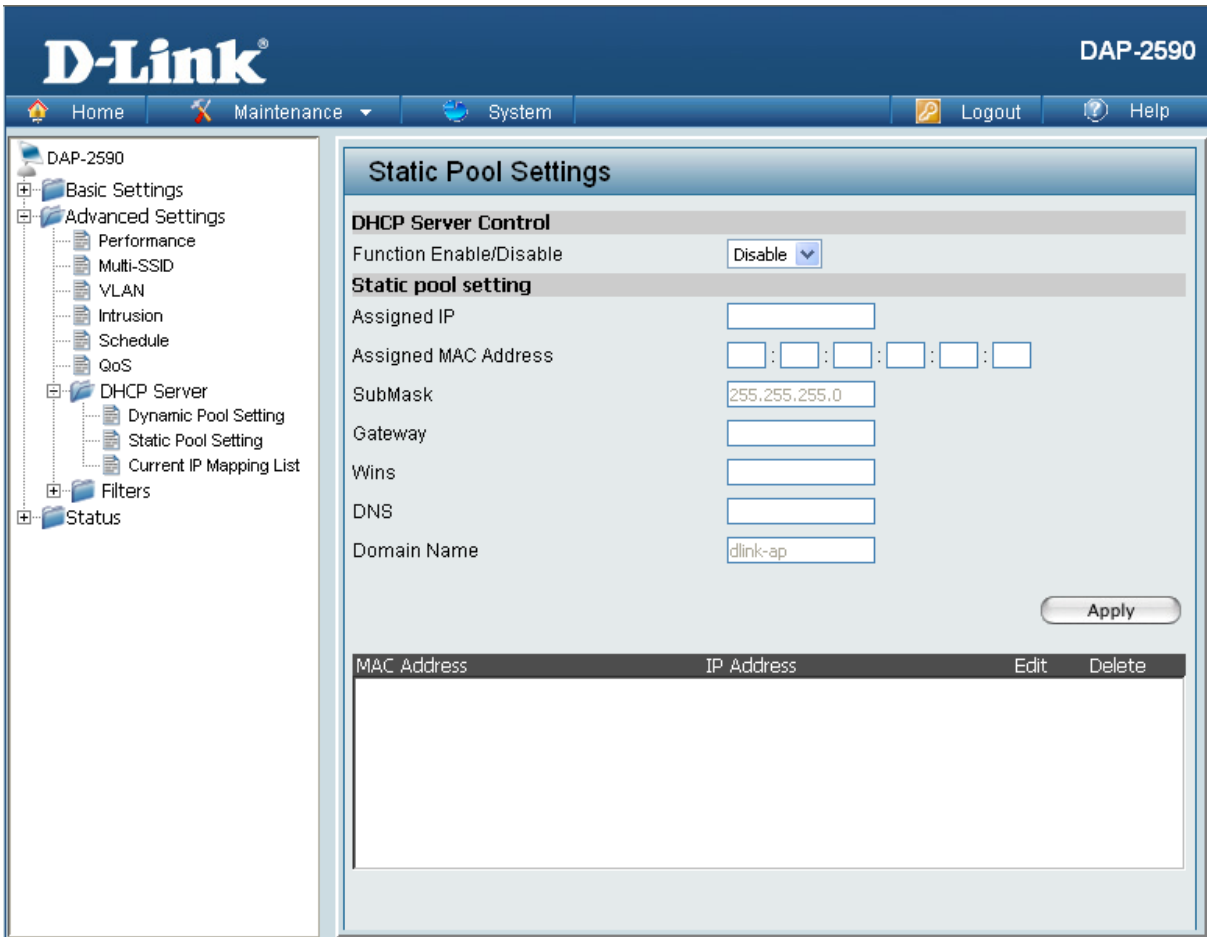 D-Link®
DAP-2590
Home Maintenance System Logout Help
DAP-2590
Basic Settings
Advanced Settings
Performance
Multi-SSID
VLAN
Intrusion
Schedule
QoS
DHCP Server
Dynamic Pool Setting
Static Pool Setting
Current IP Mapping List
Filters
Status
Static Pool Settings
DHCP Server Control
Function Enable/Disable Disable
Static pool setting
Assigned IP
Assigned MAC Address : : : : :
SubMask 255.255.255.0
Gateway
Wins
DNS
Domain Name dlink-ap
Apply
MAC Address IP Address Edit Delete